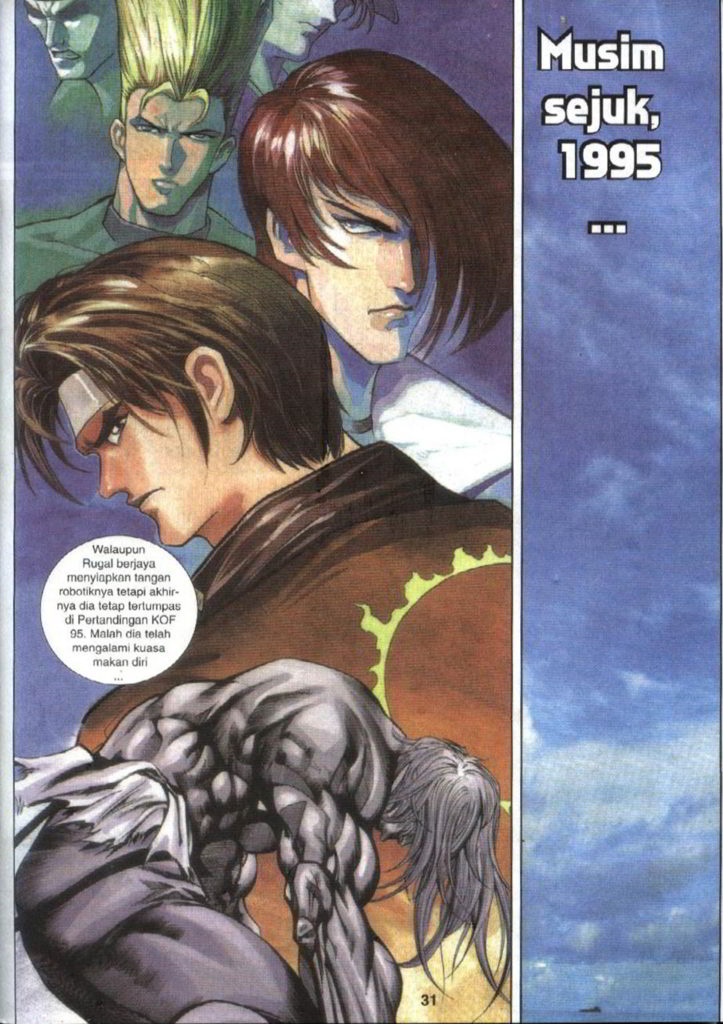 Musim
sejuk,
1995
...
Walaupun
Rugal berjaya
menyiapkan tangan
robotiknya tetapi akhir-
nya dia tetap tertumpas
di Pertandingan KOF
95. Malah dia telah
mengalami kuasa
makan diri
...
31